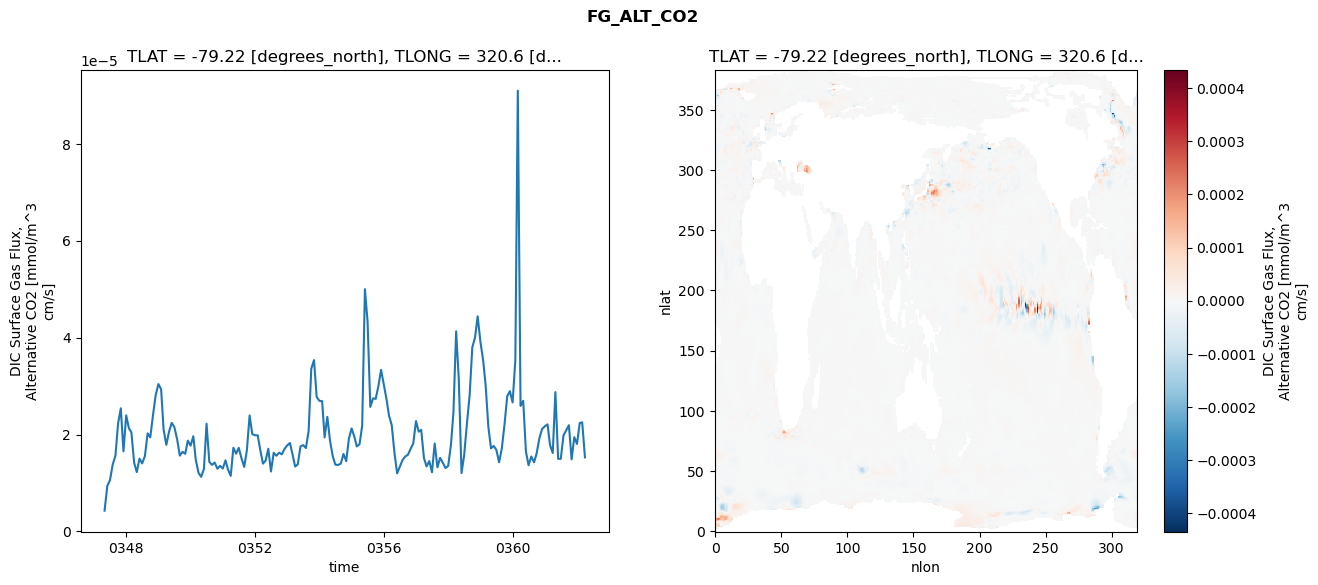 FG_ALT_CO2
TLAT = -79.22 [degrees_north], TLONG = 320.6 [d...
1e−5
8
6
4
2
0
0348
0352
0356
0360
time
DIC Surface Gas Flux,
Alternative CO2 [mmol/m^3
cm/s]
TLAT = -79.22 [degrees_north], TLONG = 320.6 [d...
350
300
250
200
150
100
50
0
nlat
0
50
100
150
200
250
300
nlon
0.0004
0.0003
0.0002
0.0001
0.0000
−0.0001
−0.0002
−0.0003
−0.0004
DIC Surface Gas Flux,
Alternative CO2 [mmol/m^3
cm/s]